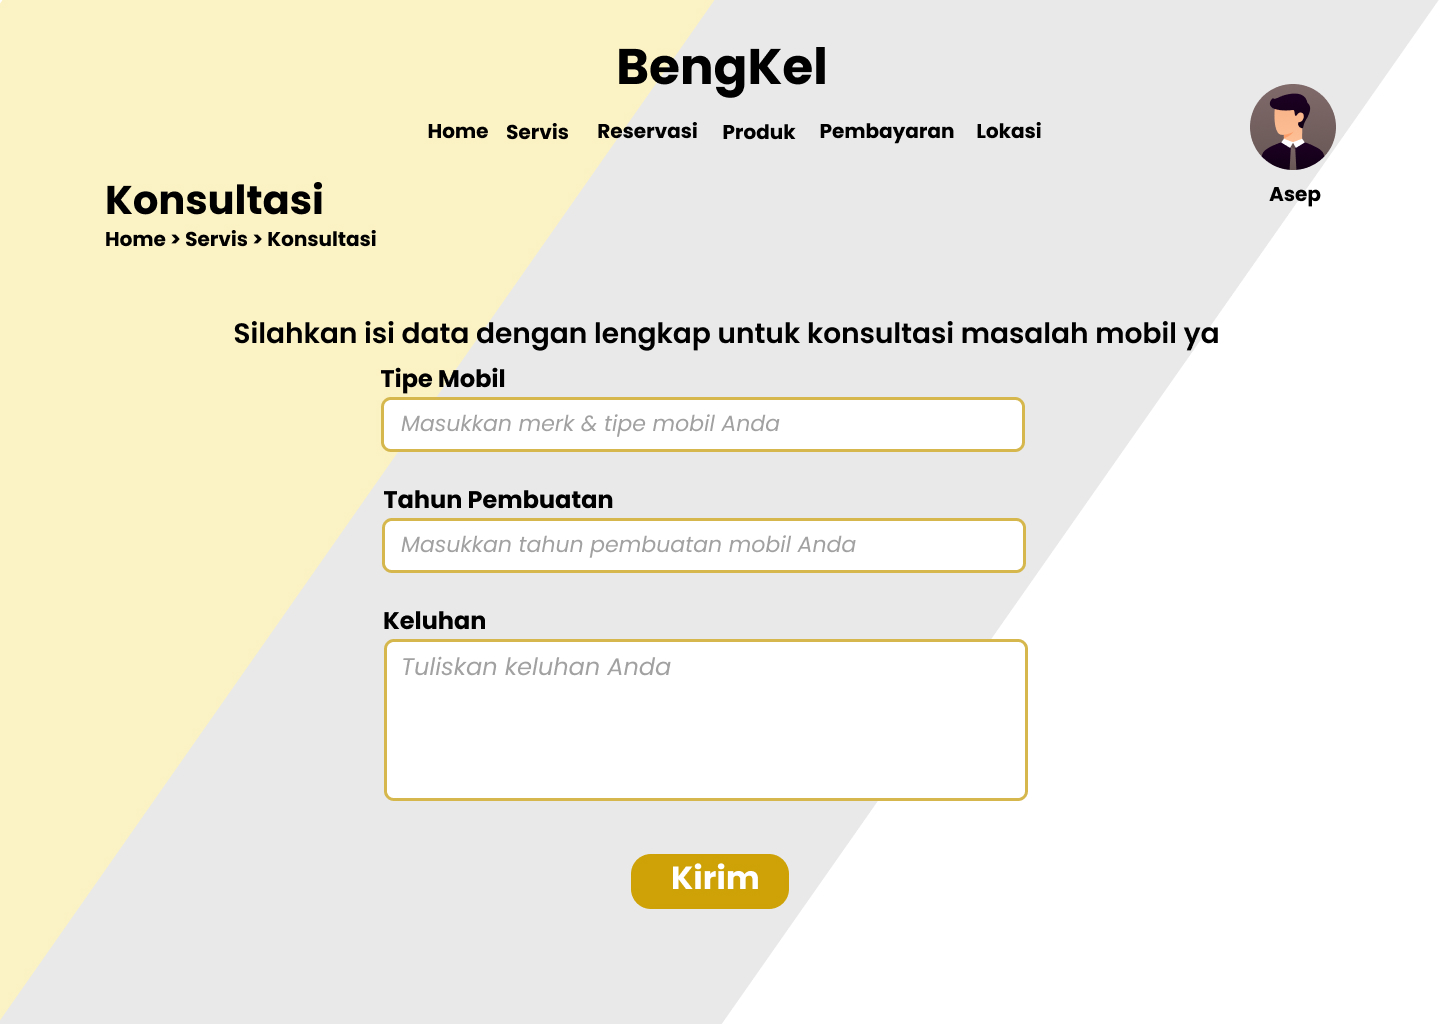 BengKel
Home Servis Reservasi Produk Pembayaran Lokasi
Asep
Konsultasi
Home > Servis > Konsultasi
Silahkan isi data dengan lengkap untuk konsultasi masalah mobil ya
Tipe Mobil
Masukkan merk & tipe mobil Anda
Tahun Pembuatan
Masukkan tahun pembuatan mobil Anda
Keluhan
Tuliskan keluhan Anda
Kirim